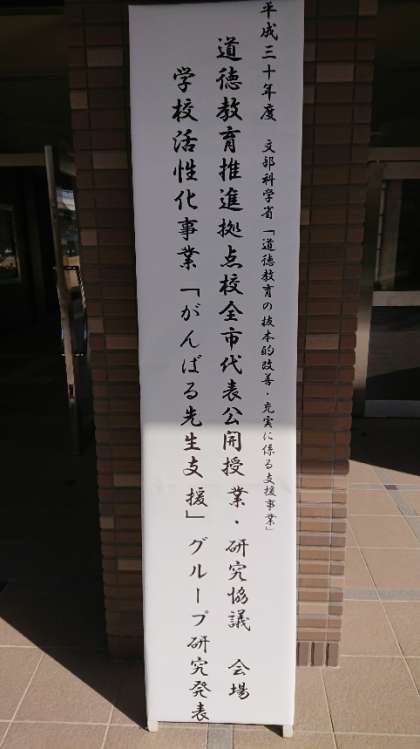 平成三十年度 文部科学省「道徳教育の抜本的改善・充実に係る支援事業」
道徳教育推進拠点校全市代表公開授業・研究協議 会場
学校活性化事業「がんばる先生支援」グループ研究発表